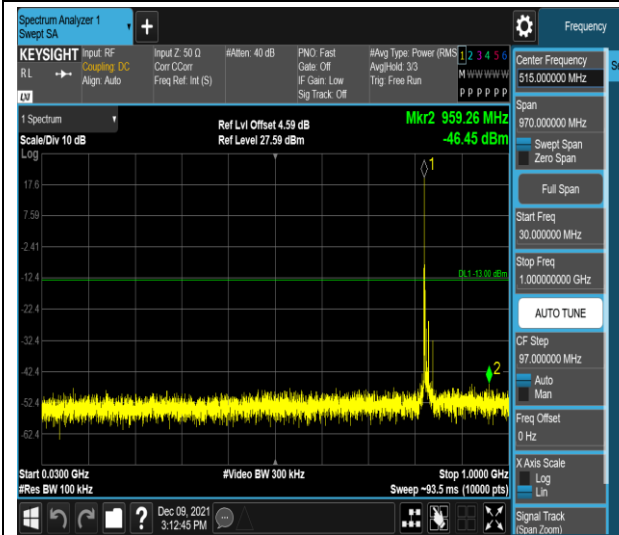 Spectrum Analyzer 1
Swept SA
+
Frequency
KEYSIGHT
RL
LXI
Input: RF
Coupling: DC
Align: Auto
Input Z: 50 Ω
Corr CCorr
Freq Ref: Int (S)
#Atten: 40 dB
PNO: Fast
Gate: Off
IF Gain: Low
Sig Track: Off
#Avg Type: Power (RMS
Avg|Hold: 3/3
Trig: Free Run
1 2 3 4 5 6
M W W W W W
P P P P P P
1 Spectrum
Scale/Div 10 dB
Ref Lvl Offset 4.59 dB
Ref Level 27.59 dBm
Mkr2 959.26 MHz
-46.45 dBm
Log
1
17.6
7.59
-2.41
-12.4
DL1 -13.00 dBm
-22.4
-32.4
-42.4
2
-52.4
-62.4
Start 0.0300 GHz
#Res BW 100 kHz
#Video BW 300 kHz
Stop 1.0000 GHz
Sweep ~93.5 ms (10000 pts)
?
Dec 09, 2021
3:12:45 PM
Center Frequency
515.000000 MHz
Span
970.000000 MHz
Swept Span
Zero Span
Full Span
Start Freq
30.000000 MHz
Stop Freq
1.000000000 GHz
AUTO TUNE
CF Step
97.000000 MHz
Auto
Man
Freq Offset
0 Hz
X Axis Scale
Log
Lin
Signal Track
(Span Zoom)